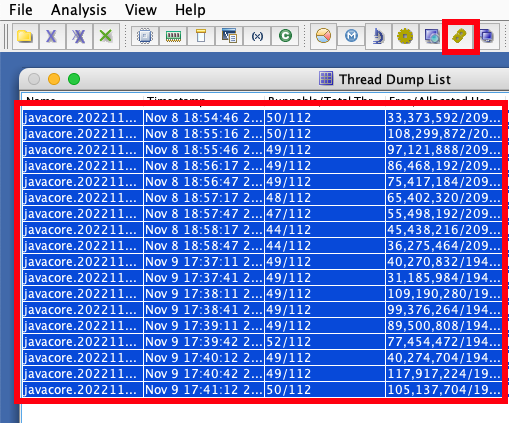 File Analysis View Help
(x) C
M
Thread Dump List
Name Timestamp Runnable/Total Thr... Free/Allocated Hea...
javacore.202211... Nov 8 18:54:46 2... 50/112 33,373,592/209...
javacore.202211... Nov 8 18:55:16 2... 50/112 108,299,872/20...
javacore.202211... Nov 8 18:55:46 2... 49/112 97,121,888/209...
javacore.202211... Nov 8 18:56:17 2... 49/112 86,468,192/209...
javacore.202211... Nov 8 18:56:47 2... 49/112 75,417,184/209...
javacore.202211... Nov 8 18:57:17 2... 48/112 65,402,320/209...
javacore.202211... Nov 8 18:57:47 2... 47/112 55,498,192/209...
javacore.202211... Nov 8 18:58:17 2... 44/112 45,438,216/209...
javacore.202211... Nov 8 18:58:47 2... 44/112 36,275,464/209...
javacore.202211... Nov 9 17:37:11 2... 49/112 40,270,832/194...
javacore.202211... Nov 9 17:37:41 2... 49/112 31,185,984/194...
javacore.202211... Nov 9 17:38:11 2... 49/112 109,190,280/19...
javacore.202211... Nov 9 17:38:41 2... 49/112 99,376,264/194...
javacore.202211... Nov 9 17:39:11 2... 49/112 89,500,808/194...
javacore.202211... Nov 9 17:39:42 2... 52/112 77,454,472/194...
javacore.202211... Nov 9 17:40:12 2... 49/112 40,274,704/194...
javacore.202211... Nov 9 17:40:42 2... 49/112 117,917,224/19...
javacore.202211... Nov 9 17:41:12 2... 50/112 105,137,704/19...